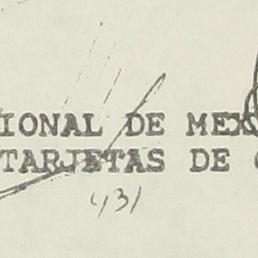 IONAL DE MEX
TARJETAS DE
431